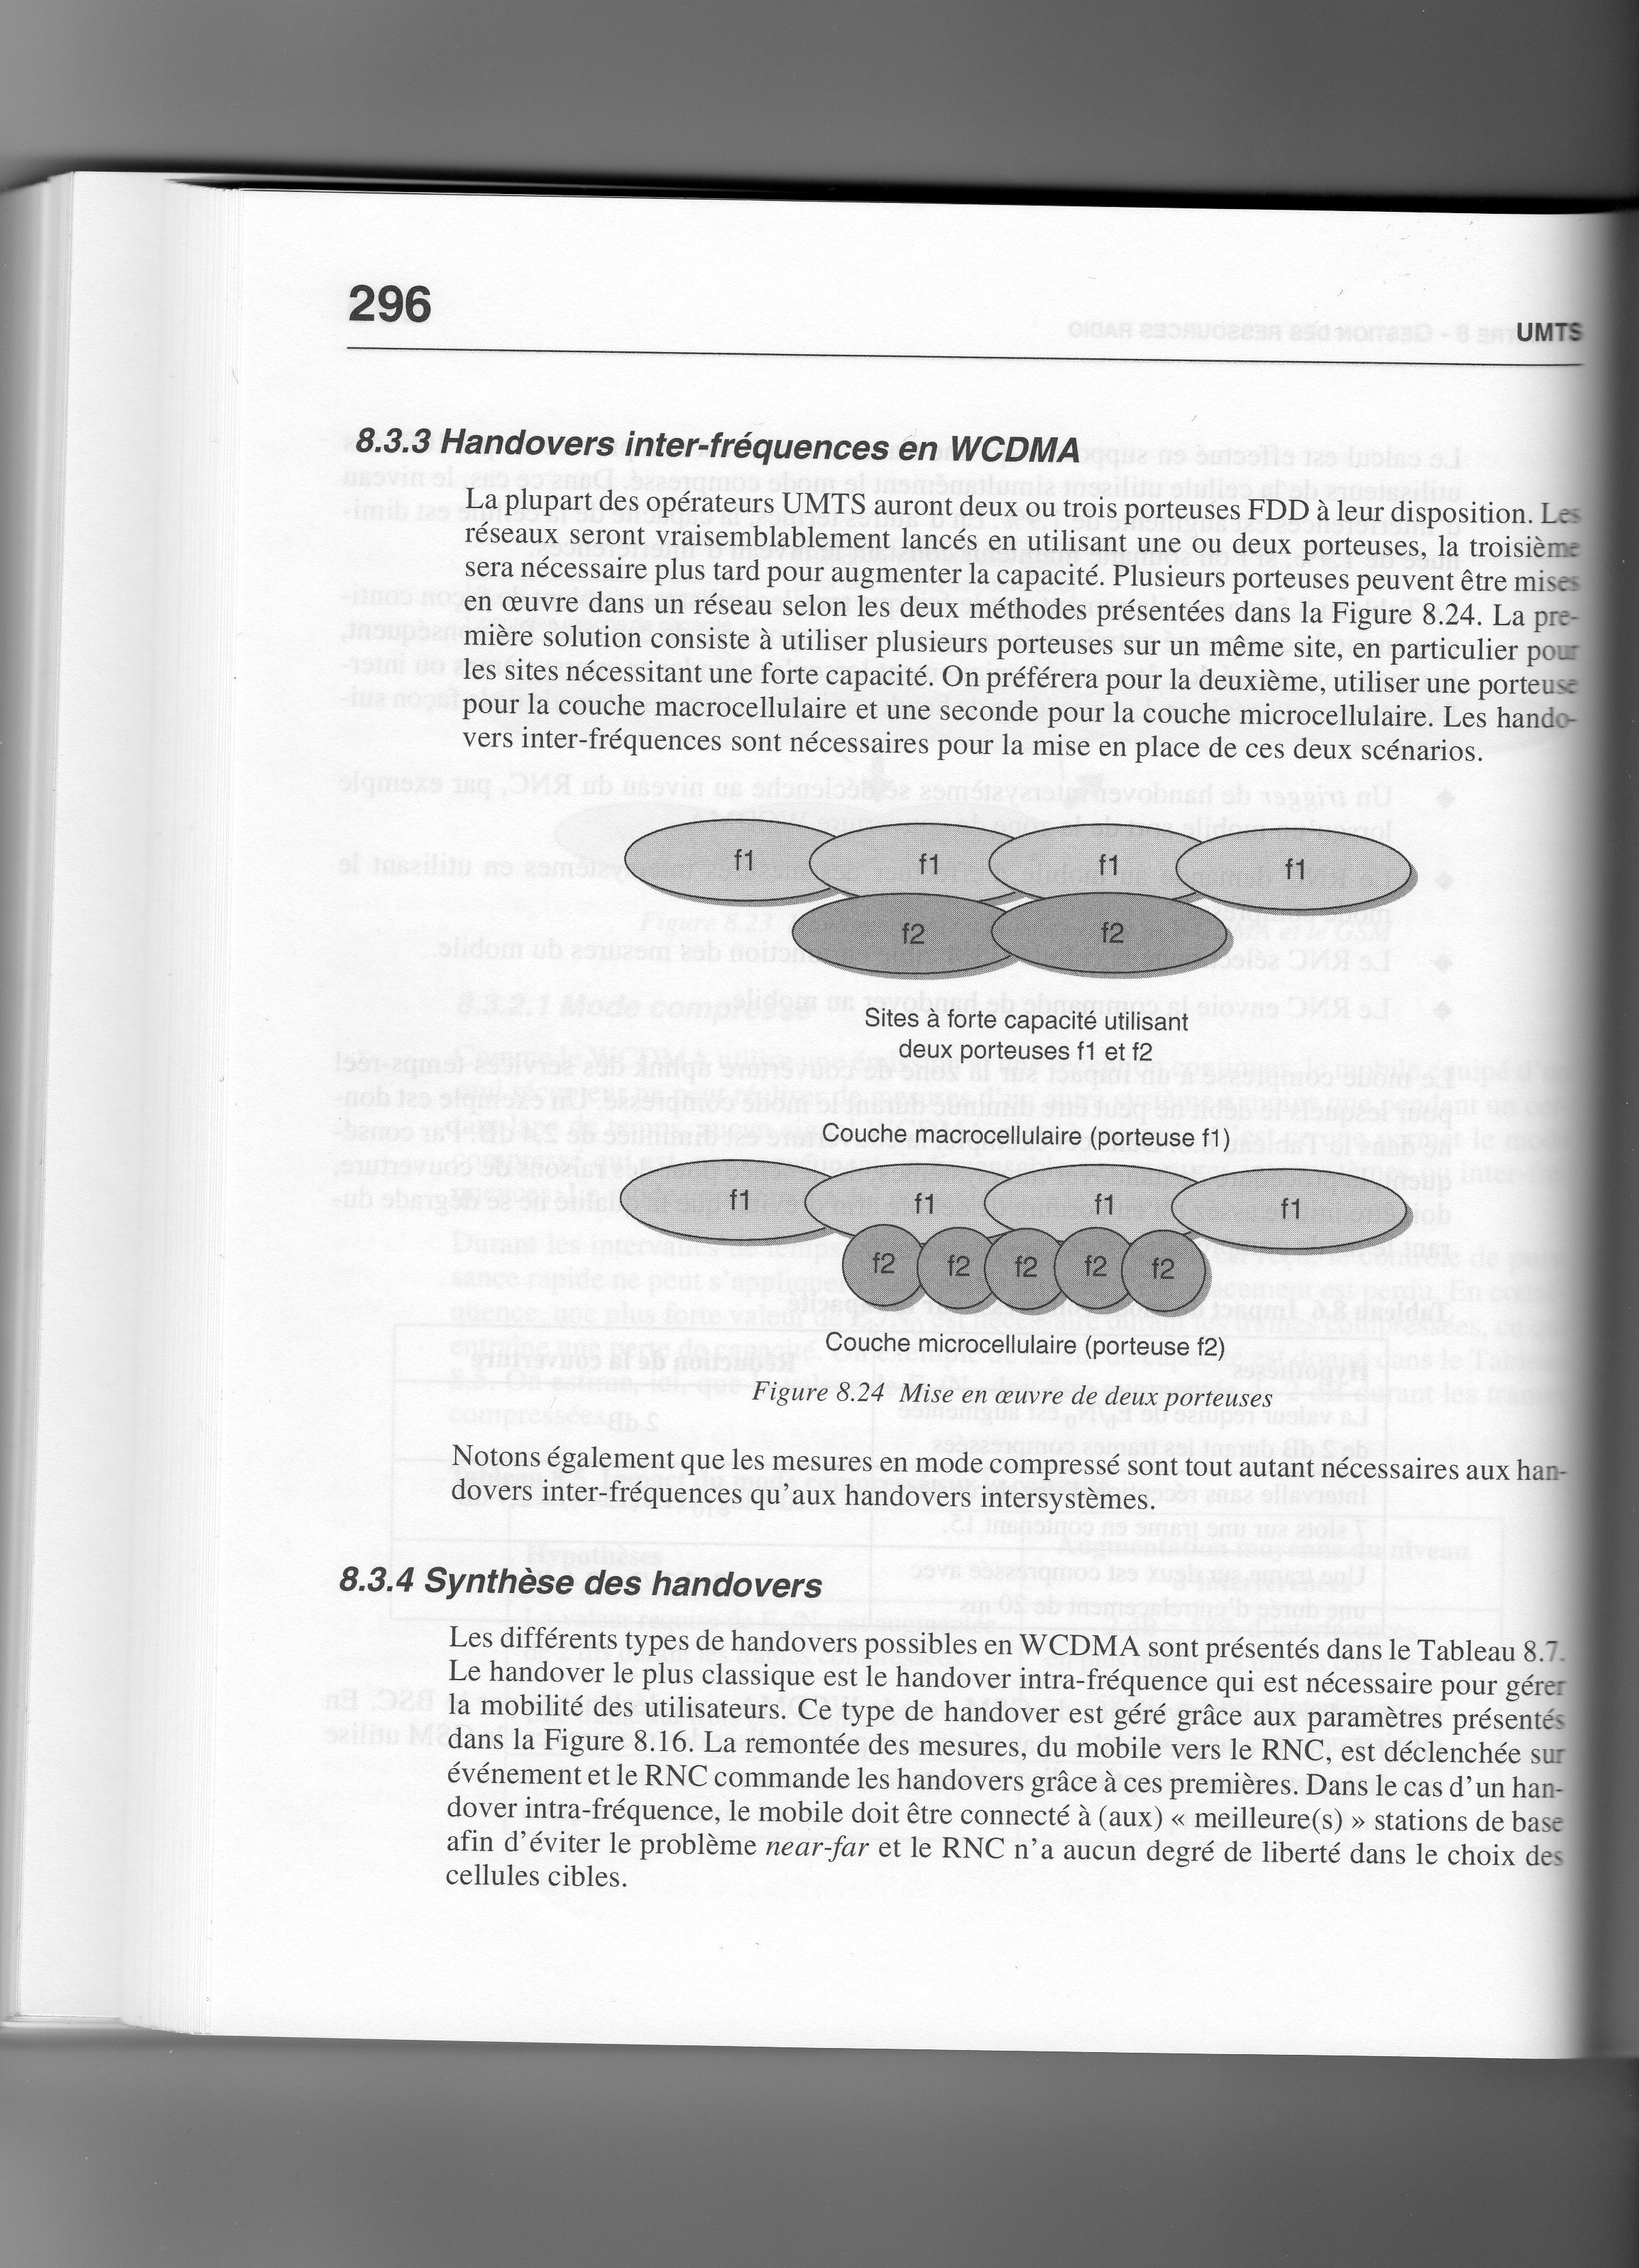 296
UMTS
8.3.3 Handovers inter-fréquences en WCDMA
La plupart des opérateurs UMTS auront deux ou trois porteuses FDD à leur disposition. Les
réseaux seront vraisemblablement lancés en utilisant une ou deux porteuses, la troisième
sera nécessaire plus tard pour augmenter la capacité. Plusieurs porteuses peuvent être mises
en œuvre dans un réseau selon les deux méthodes présentées dans la Figure 8.24. La pre-
mière solution consiste à utiliser plusieurs porteuses sur un même site, en particulier pour
les sites nécessitant une forte capacité. On préférera pour la deuxième, utiliser une porteuse
pour la couche macrocellulaire et une seconde pour la couche microcellulaire. Les hando-
vers inter-fréquences sont nécessaires pour la mise en place de ces deux scénarios.
f1 f1 f1 f1
f2 f2
Sites à forte capacité utilisant
deux porteuses f1 et f2
Couche macrocellulaire (porteuse f1)
f1 f1 f1 f1
f2 f2 f2 f2 f2
Couche microcellulaire (porteuse f2)
Figure 8.24 Mise en œuvre de deux porteuses
Notons également que les mesures en mode compressé sont tout autant nécessaires aux han-
dovers inter-fréquences qu'aux handovers intersystèmes.
8.3.4 Synthèse des handovers
Les différents types de handovers possibles en WCDMA sont présentés dans le Tableau 8.7.
Le handover le plus classique est le handover intra-fréquence qui est nécessaire pour gérer
la mobilité des utilisateurs. Ce type de handover est géré grâce aux paramètres présentés
dans la Figure 8.16. La remontée des mesures, du mobile vers le RNC, est déclenchée sur
événement et le RNC commande les handovers grâce à ces premières. Dans le cas d'un han-
dover intra-fréquence, le mobile doit être connecté à (aux) « meilleure(s) » stations de base
afin d'éviter le problème near-far et le RNC n'a aucun degré de liberté dans le choix des
cellules cibles.